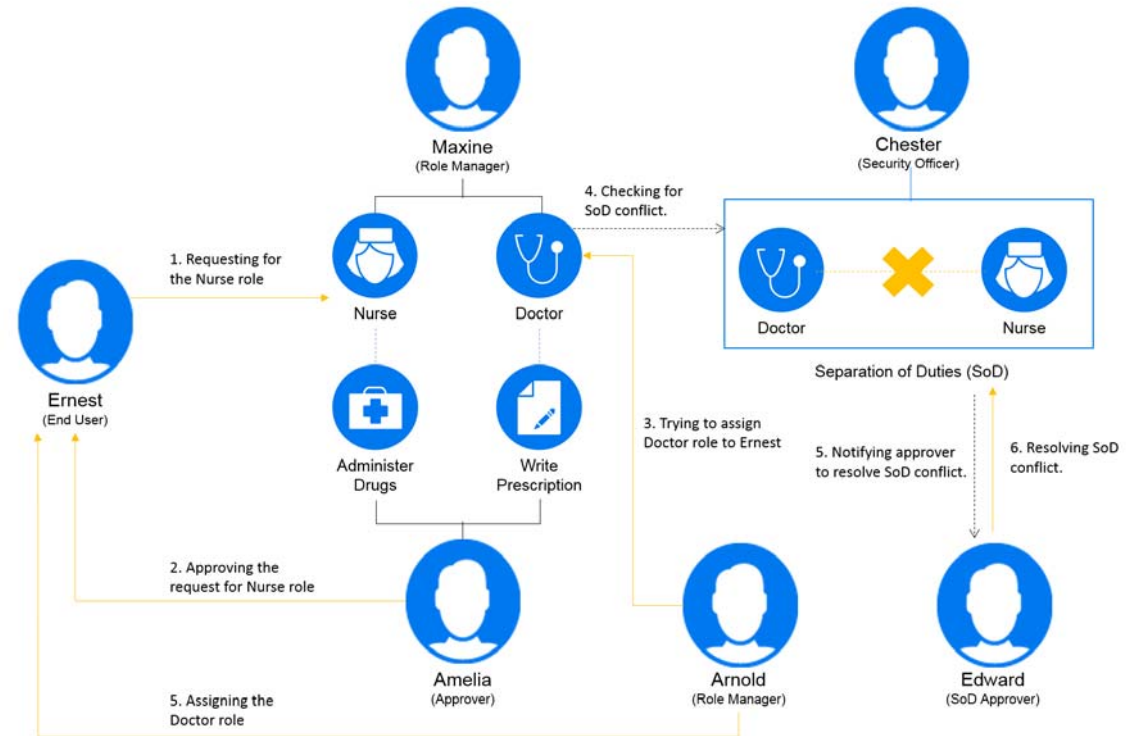 Maxine
(Role Manager)
Chester
(Security Officer)
4. Checking for
SoD conflict.
1. Requesting for
the Nurse role
Nurse
Doctor
Doctor
Nurse
Separation of Duties (SoD)
Ernest
(End User)
3. Trying to assign
Doctor role to Ernest
5. Notifying approver
to resolve SoD conflict.
6. Resolving SoD
conflict.
Administer
Drugs
Write
Prescription
2. Approving the
request for Nurse role
Amelia
(Approver)
Arnold
(Role Manager)
Edward
(SoD Approver)
5. Assigning the
Doctor role